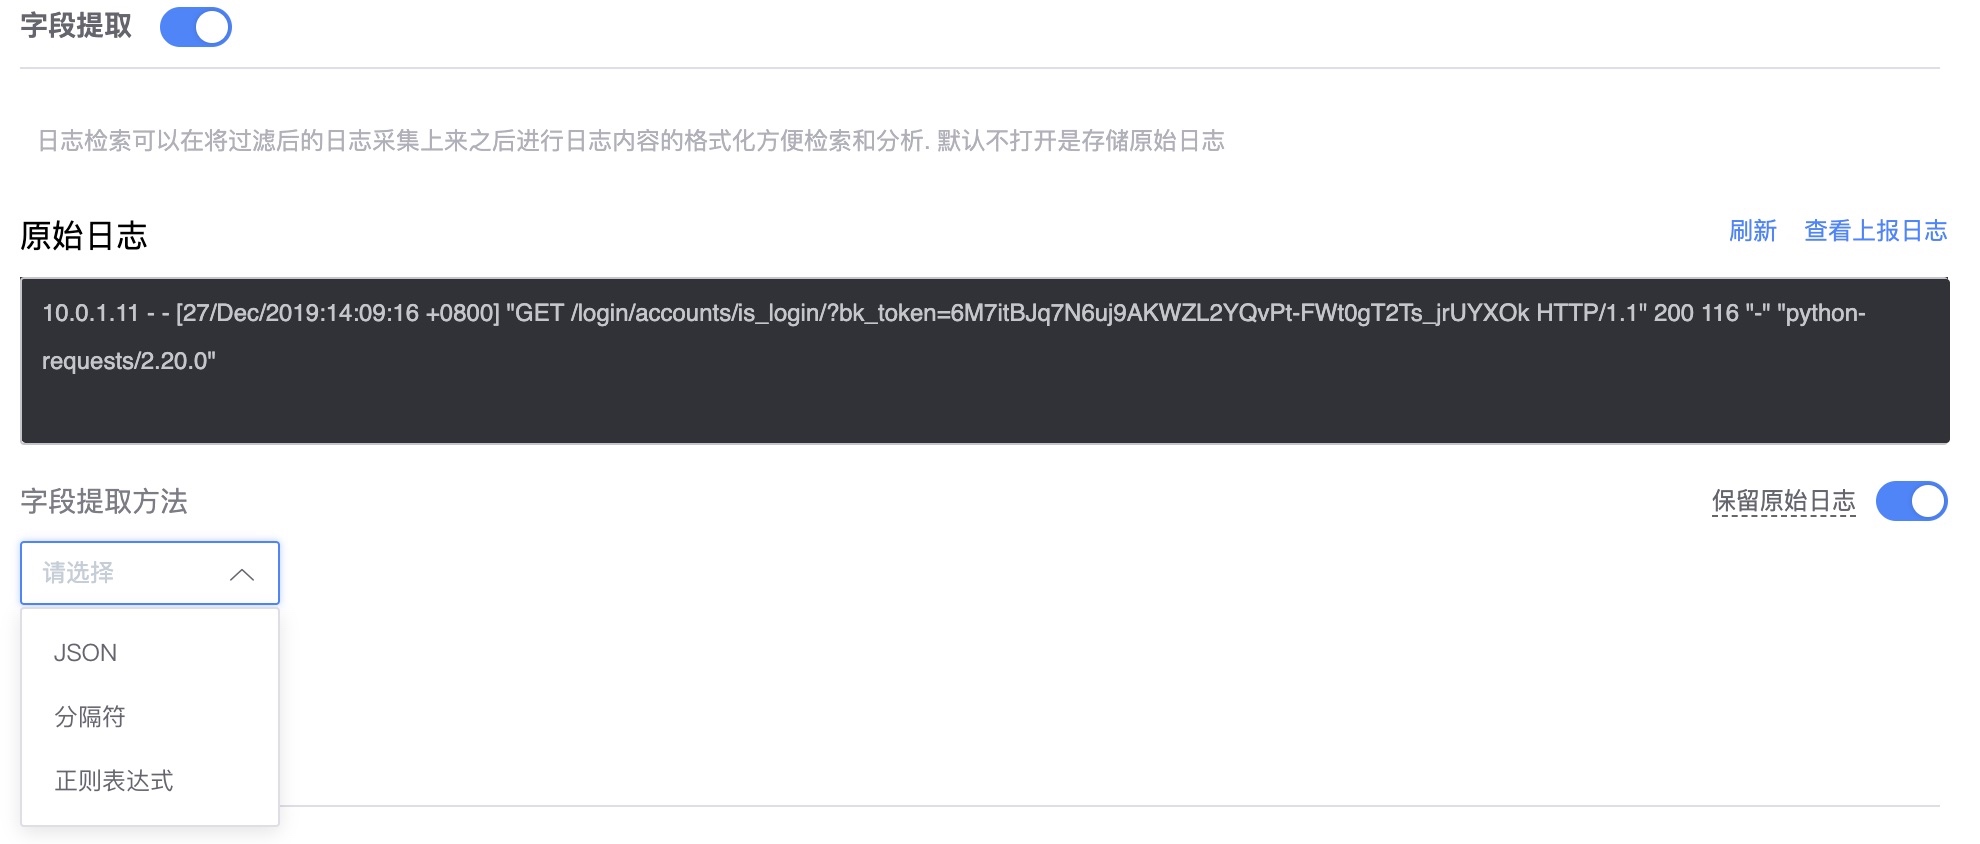 字段提取
日志检索可以在将过滤后的日志采集上来之后进行日志内容的格式化方便检索和分析. 默认不打开是存储原始日志
原始日志
刷新 查看上报日志
10.0.1.11 - - [27/Dec/2019:14:09:16 +0800] "GET /login/accounts/is_login/?bk_token=6M7itBJq7N6uj9AKWZL2YQvPt-FWt0gT2Ts_jrUYXOk HTTP/1.1" 200 116 "-" "python-
requests/2.20.0"
字段提取方法
保留原始日志
请选择
JSON
分隔符
正则表达式